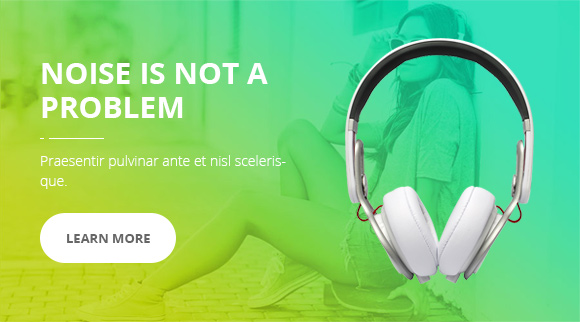 NOISE IS NOT A
PROBLEM
Praesentir pulvinar ante et nisl sceleris-
que.
LEARN MORE